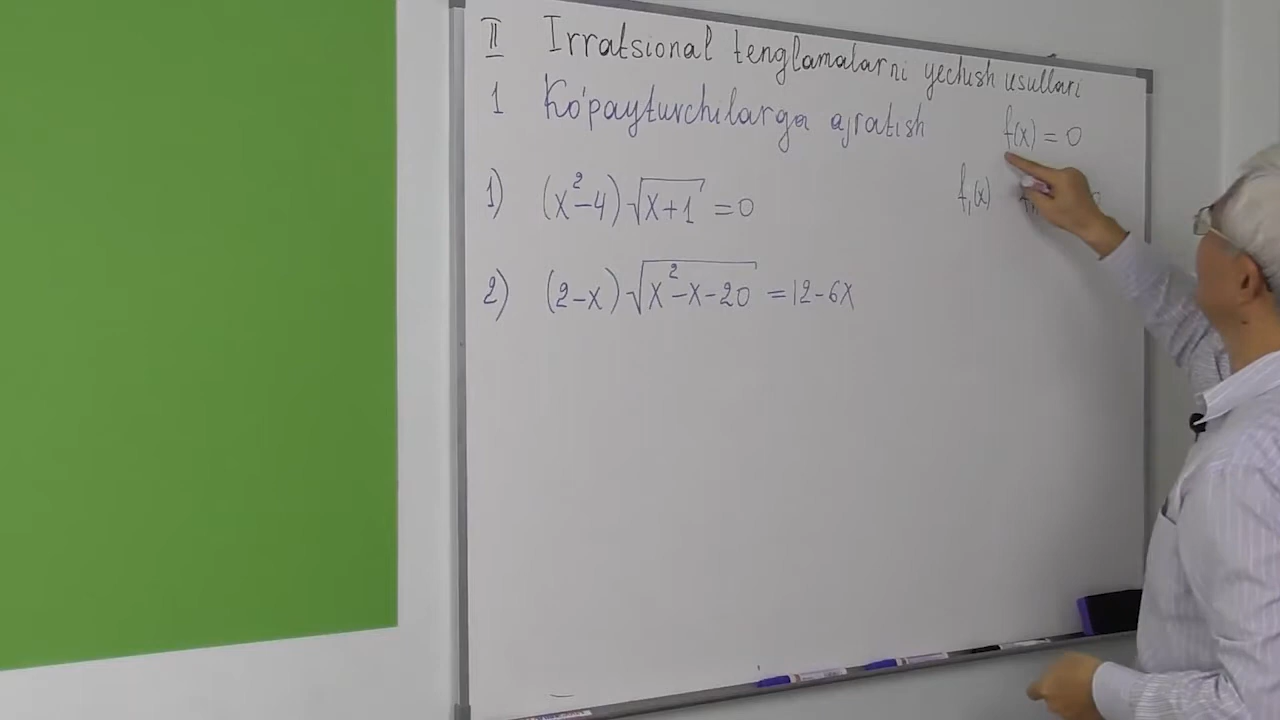 II Irratsional tenglamalarni yechish usullari
1 Ko'paytuvchilarga ajratish
f(x) = 0
f₁(x)
1) (x²-4)√(x+1) = 0
2) (2-x)√(x²-x-20) = 12-6x